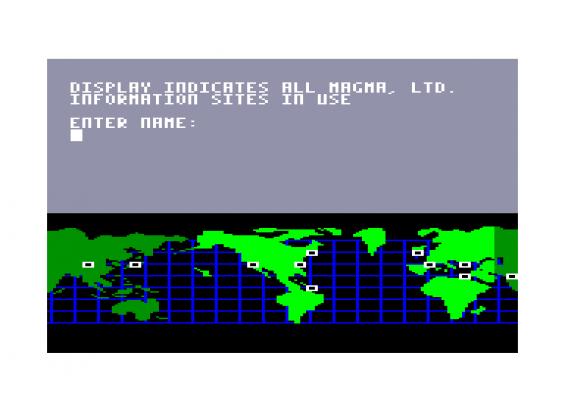 DISPLAY INDICATES ALL MAGMA, LTD.
INFORMATION SITES IN USE
ENTER NAME: